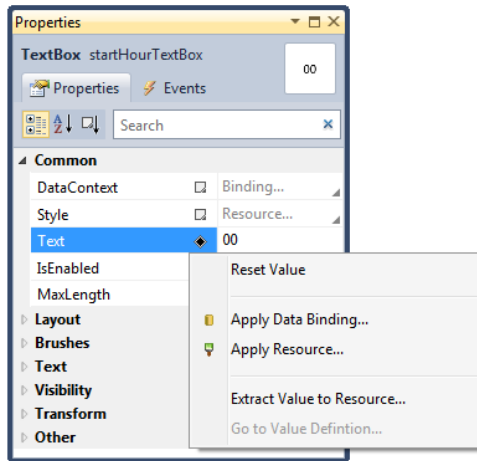 Properties
TextBox startHourTextBox
00
Properties Events
Search
Common
DataContext Binding...
Style Resource...
Text 00
IsEnabled
MaxLength
Layout
Brushes
Text
Visibility
Transform
Other
Reset Value
Apply Data Binding...
Apply Resource...
Extract Value to Resource...
Go to Value Defintion...